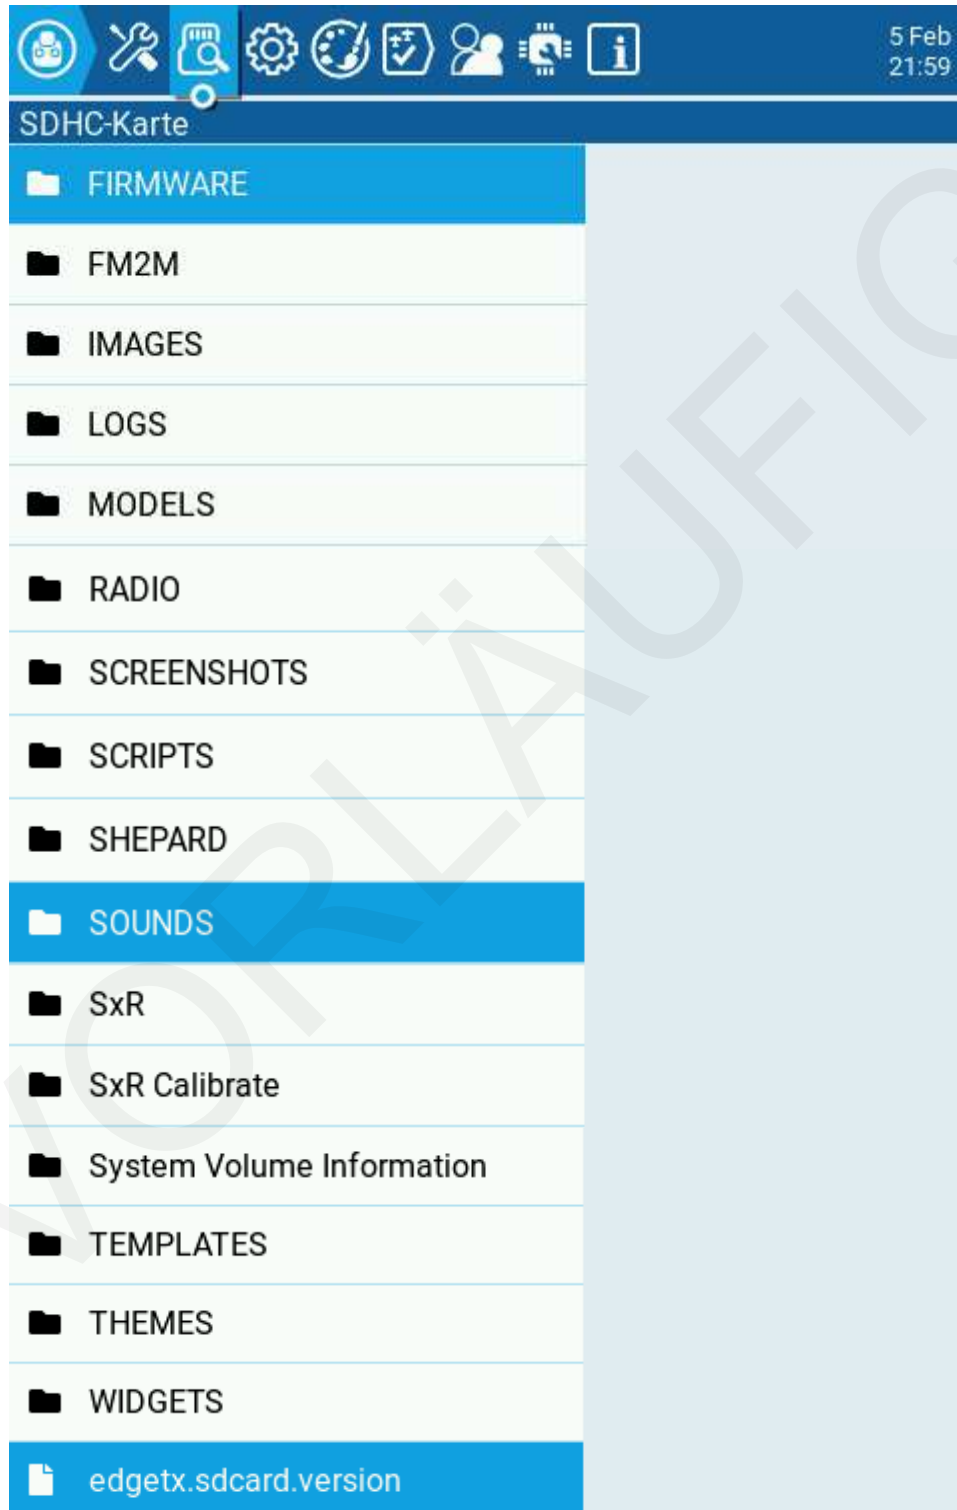 5 Feb
21:59
SDHC-Karte
FIRMWARE
FM2M
IMAGES
LOGS
MODELS
RADIO
SCREENSHOTS
SCRIPTS
SHEPARD
SOUNDS
SxR
SxR Calibrate
System Volume Information
TEMPLATES
THEMES
WIDGETS
edgetx.sdcard.version
VORLÄUFIG